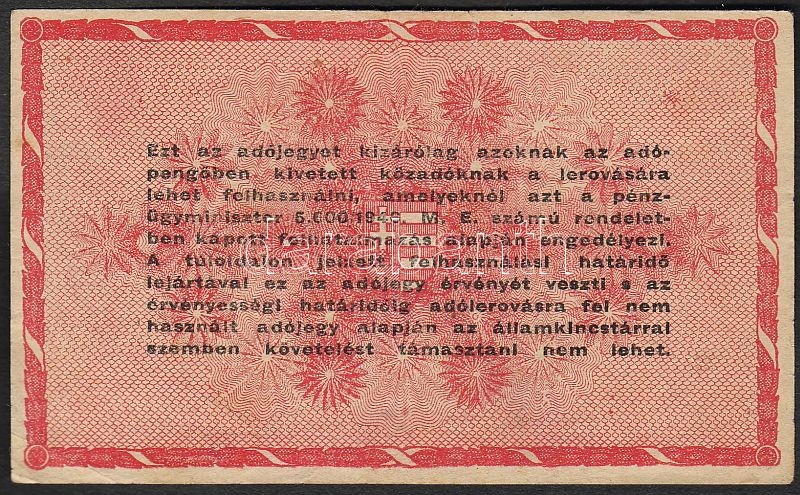 Ezt az adójegyet kizárólag azoknak az adó-
pengőben kivetett közadóknak a lerovására
lehet felhasználni, amelyeknél azt a pénz-
ügyminiszter 5.600/1946. M. E. számú rendelet-
ben kapott felhatalmazás alapján engedélyezi.
A túloldalon jelzett felhasználási határidő
lejártával ez az adójegy érvényét veszti s az
érvényességi határidőig adólerovásra fel nem
használt adójegy alapján az államkincstárral
szemben követelést támasztani nem lehet.